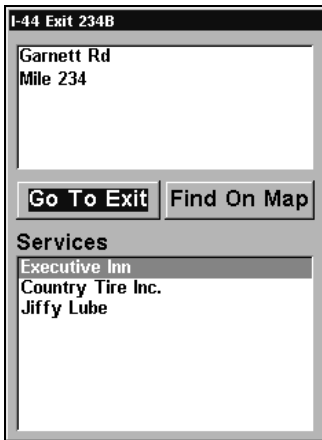 I-44 Exit 234B
Garnett Rd
Mile 234
Go To Exit Find On Map
Services
Executive Inn
Country Tire Inc.
Jiffy Lube